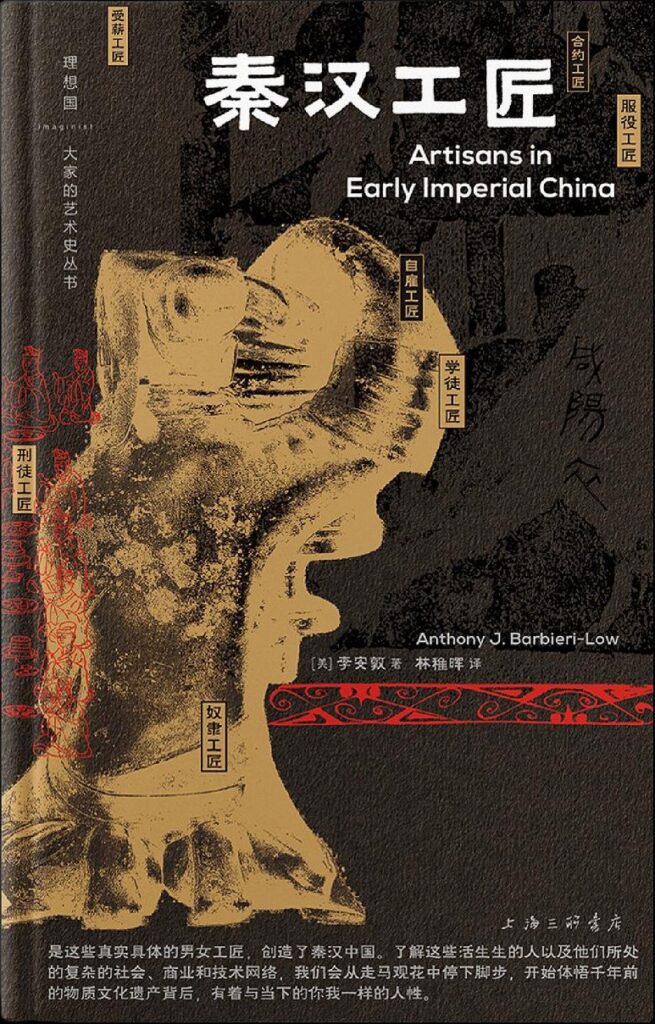 受薪工匠
理想国
imaginist
大家的艺术史丛书
秦汉工匠
合约工匠
服役工匠
Artisans in
Early Imperial China
自雇工匠
学徒工匠
咸陽
刑徒工匠
Anthony J. Barbieri-Low
[美]李安敦 著 林稚晖 译
奴隶工匠
上海三联书店
是这些真实具体的男女工匠，创造了秦汉中国。了解这些活生生的人以及他们所处
的复杂的社会、商业和技术网络，我们会从走马观花中停下脚步，开始体悟千年前
的物质文化遗产背后，有着与当下的你我一样的人性。